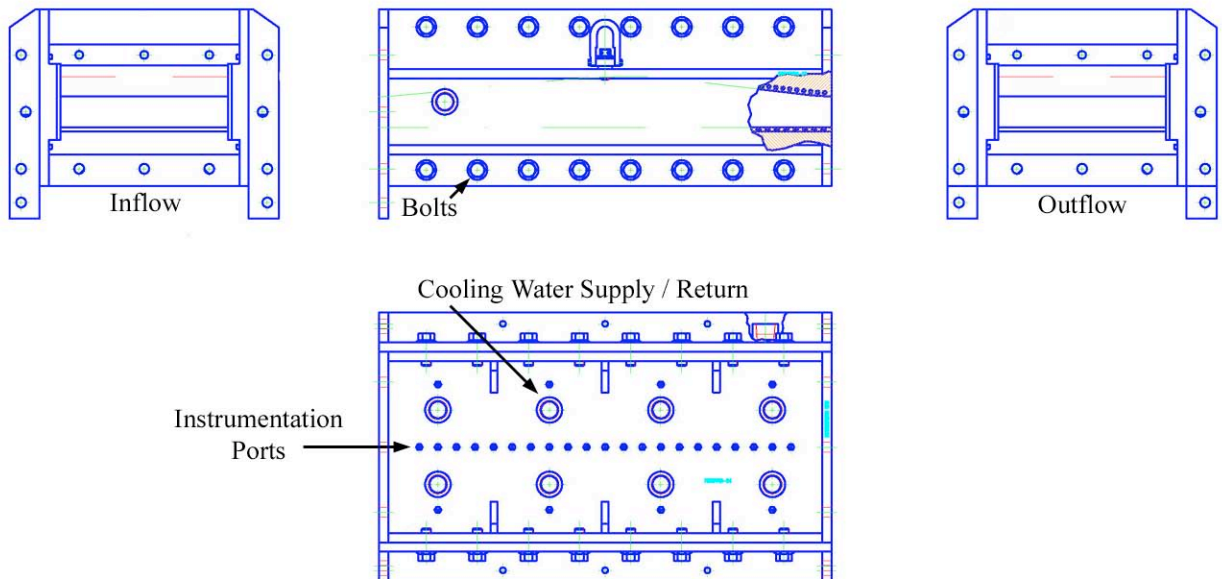 Inflow
Bolts
Outflow
Cooling Water Supply / Return
Instrumentation
Ports